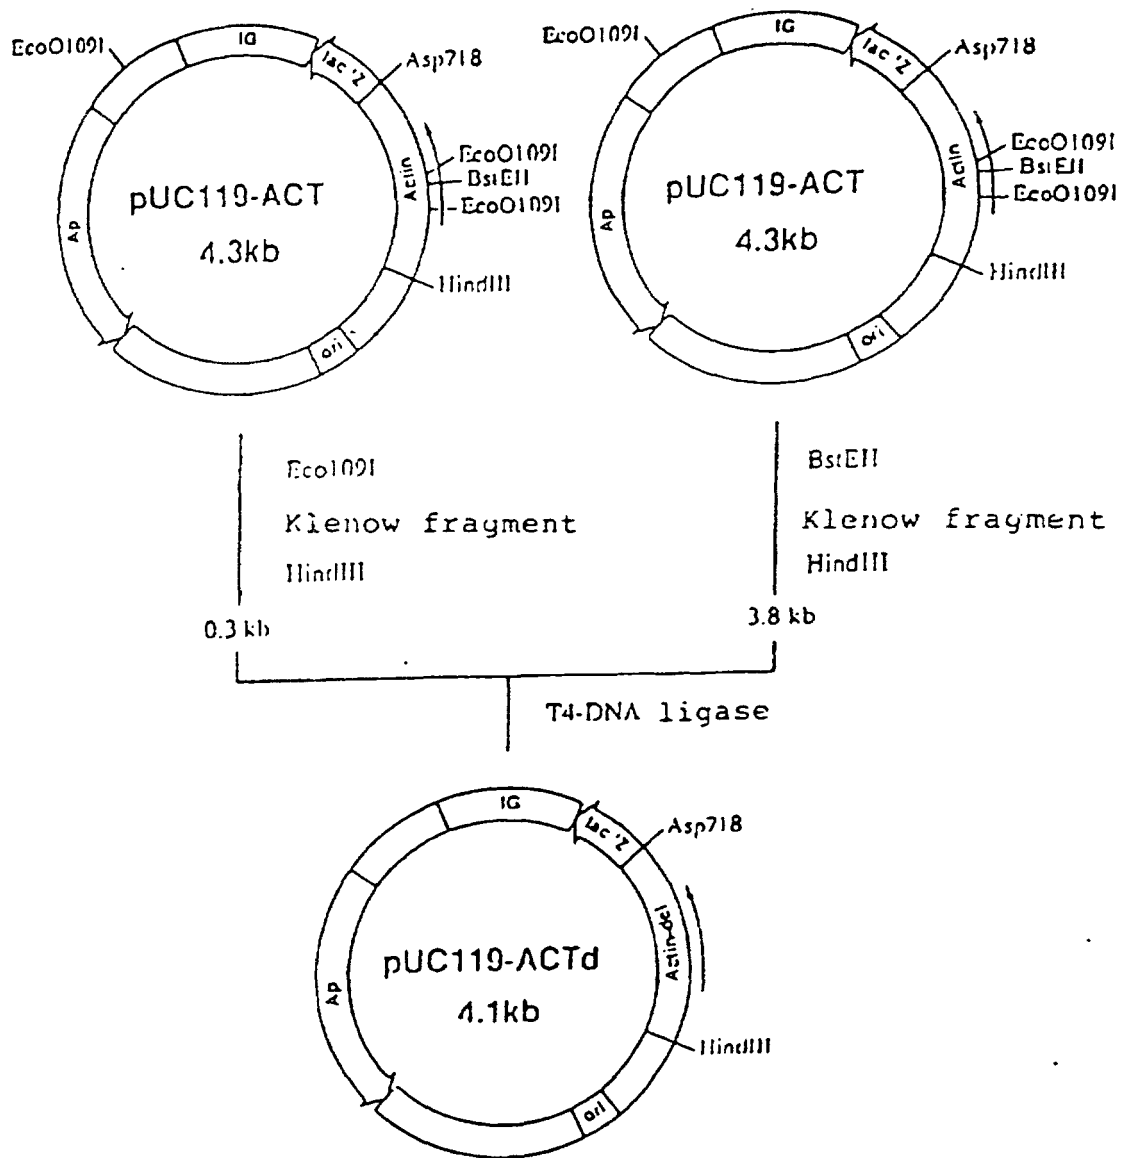 EcoO109I
IG
lac 'Z
Asp718
Actin
EcoO109I
BstEII
EcoO109I
HindIII
ori
Ap
pUC119-ACT
4.3kb
EcoO109I
IG
lac 'Z
Asp718
Actin
EcoO109I
BstEII
EcoO109I
HindIII
ori
Ap
pUC119-ACT
4.3kb
Eco109I
Klenow fragment
HindIII
0.3 kb
BstEII
Klenow fragment
HindIII
3.8 kb
T4-DNA ligase
IG
lac 'Z
Asp718
Actin-del
HindIII
ori
Ap
pUC119-ACTd
4.1kb